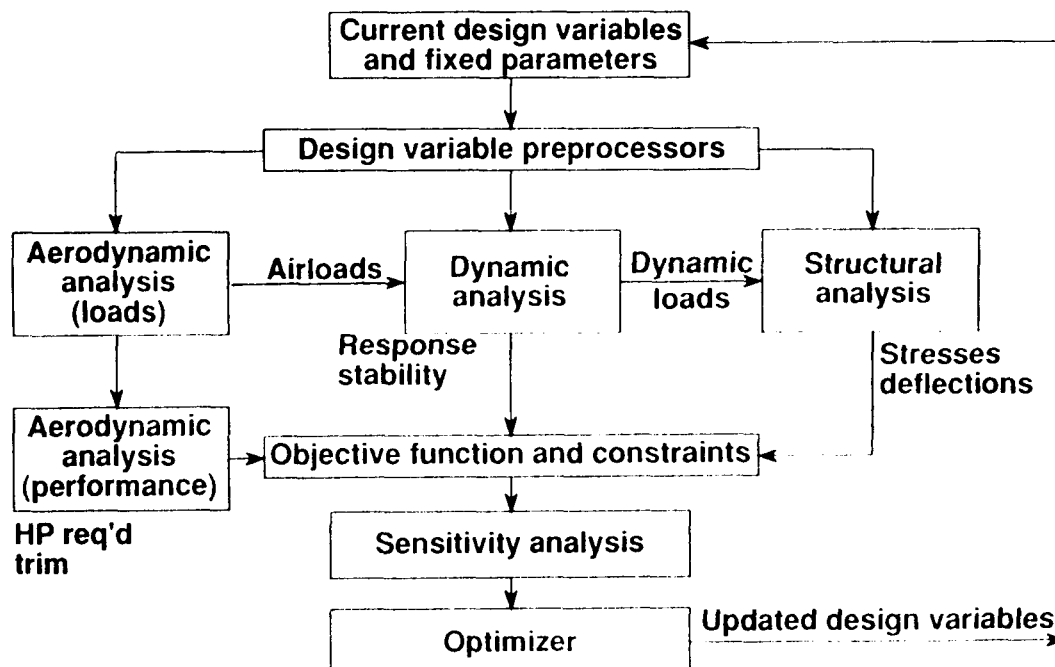 Current design variables
and fixed parameters
Design variable preprocessors
Aerodynamic
analysis
(loads)
Airloads
Dynamic
analysis
Dynamic
loads
Structural
analysis
Response
stability
Stresses
deflections
Aerodynamic
analysis
(performance)
HP req'd
trim
Objective function and constraints
Sensitivity analysis
Optimizer
Updated design variables